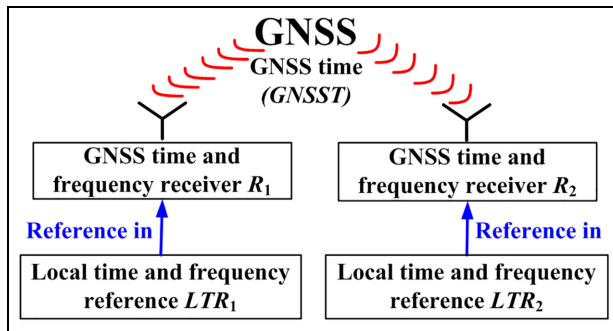 GNSS
GNSS time
(GNSST)
GNSS time and
frequency receiver R1
GNSS time and
frequency receiver R2
Reference in
Reference in
Local time and frequency
reference LTR1
Local time and frequency
reference LTR2